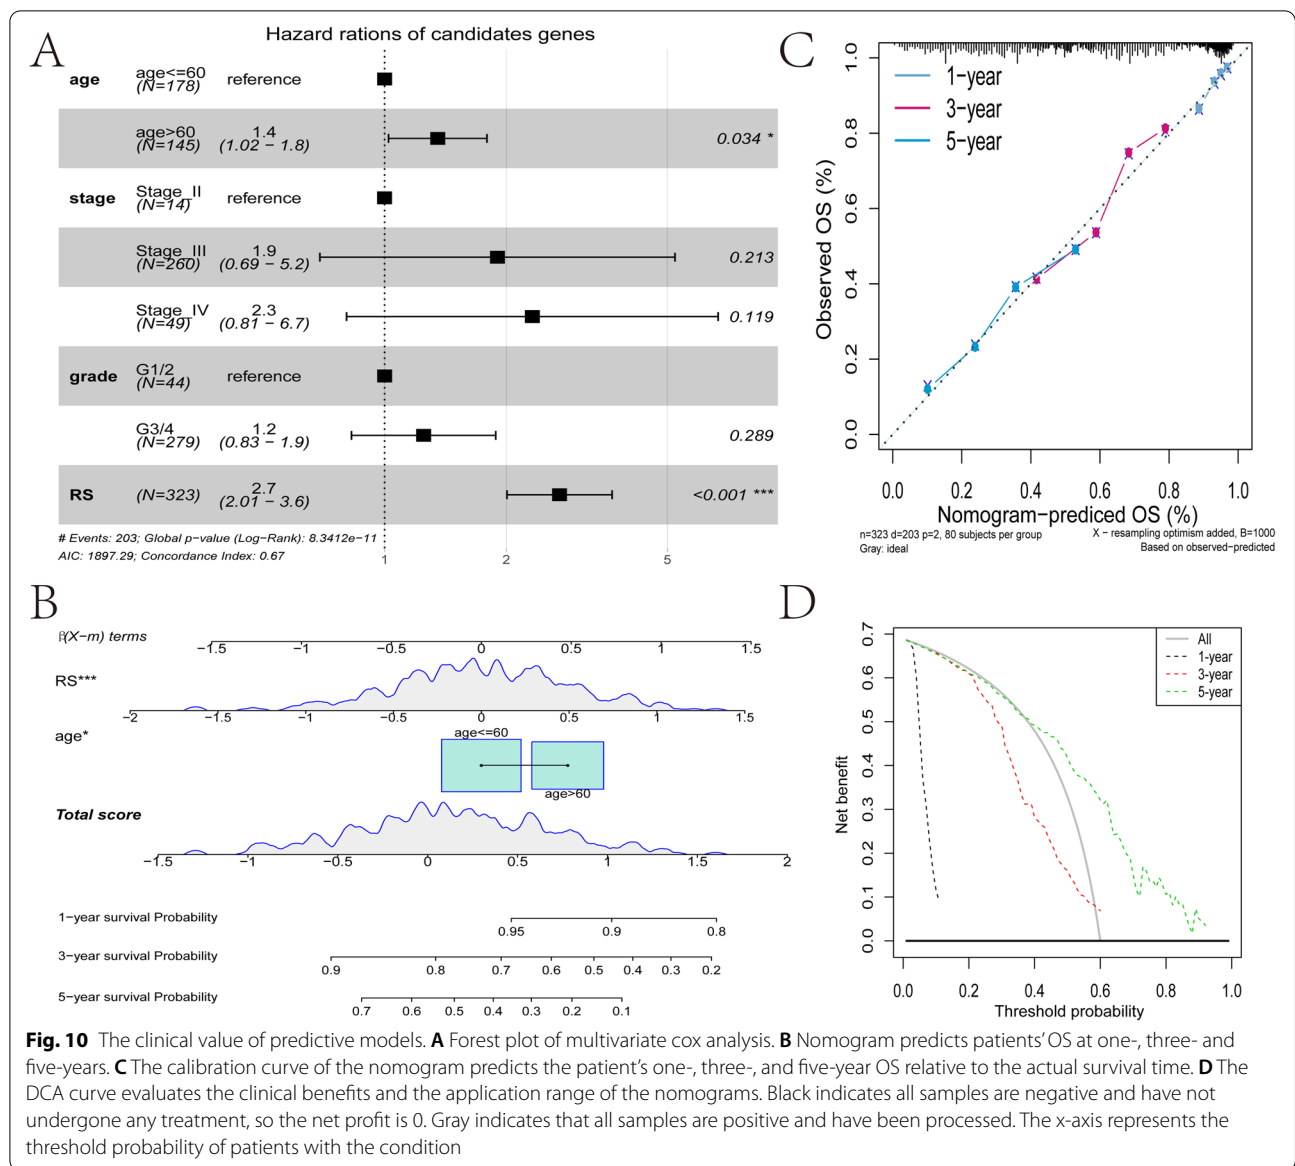 A
Hazard rations of candidates genes
age age<=60 reference
(N=178)
age>60 1.4 0.034 *
(N=145) (1.02 − 1.8)
stage Stage_II reference
(N=14)
Stage_III 1.9 0.213
(N=260) (0.69 − 5.2)
Stage_IV 2.3 0.119
(N=49) (0.81 − 6.7)
grade G1/2 reference
(N=44)
G3/4 1.2 0.289
(N=279) (0.83 − 1.9)
RS (N=323) 2.7 <0.001 ***
(2.01 − 3.6)
# Events: 203; Global p−value (Log−Rank): 8.3412e−11
AIC: 1897.29; Concordance Index: 0.67
1 2 5
B
β(X−m) terms
−1.5 −1 −0.5 0 0.5 1 1.5
RS***
−2 −1.5 −1 −0.5 0 0.5 1 1.5
age*
age<=60
age>60
Total score
−1.5 −1 −0.5 0 0.5 1 1.5 2
1−year survival Probability
0.95 0.9 0.8
3−year survival Probability
0.9 0.8 0.7 0.6 0.5 0.4 0.3 0.2
5−year survival Probability
0.7 0.6 0.5 0.4 0.3 0.2 0.1
C
1−year
3−year
5−year
Observed OS (%)
0.0 0.2 0.4 0.6 0.8 1.0
0.0 0.2 0.4 0.6 0.8 1.0
Nomogram−prediced OS (%)
n=323 d=203 p=2, 80 subjects per group
Gray: ideal
X − resampling optimism added, B=1000
Based on observed−predicted
D
All
1-year
3-year
5-year
Net benefit
0.0 0.1 0.2 0.3 0.4 0.5 0.6 0.7
0.0 0.2 0.4 0.6 0.8 1.0
Threshold probability
Fig. 10 The clinical value of predictive models. A Forest plot of multivariate cox analysis. B Nomogram predicts patients’ OS at one-, three- and
five-years. C The calibration curve of the nomogram predicts the patient’s one-, three-, and five-year OS relative to the actual survival time. D The
DCA curve evaluates the clinical benefits and the application range of the nomograms. Black indicates all samples are negative and have not
undergone any treatment, so the net profit is 0. Gray indicates that all samples are positive and have been processed. The x-axis represents the
threshold probability of patients with the condition